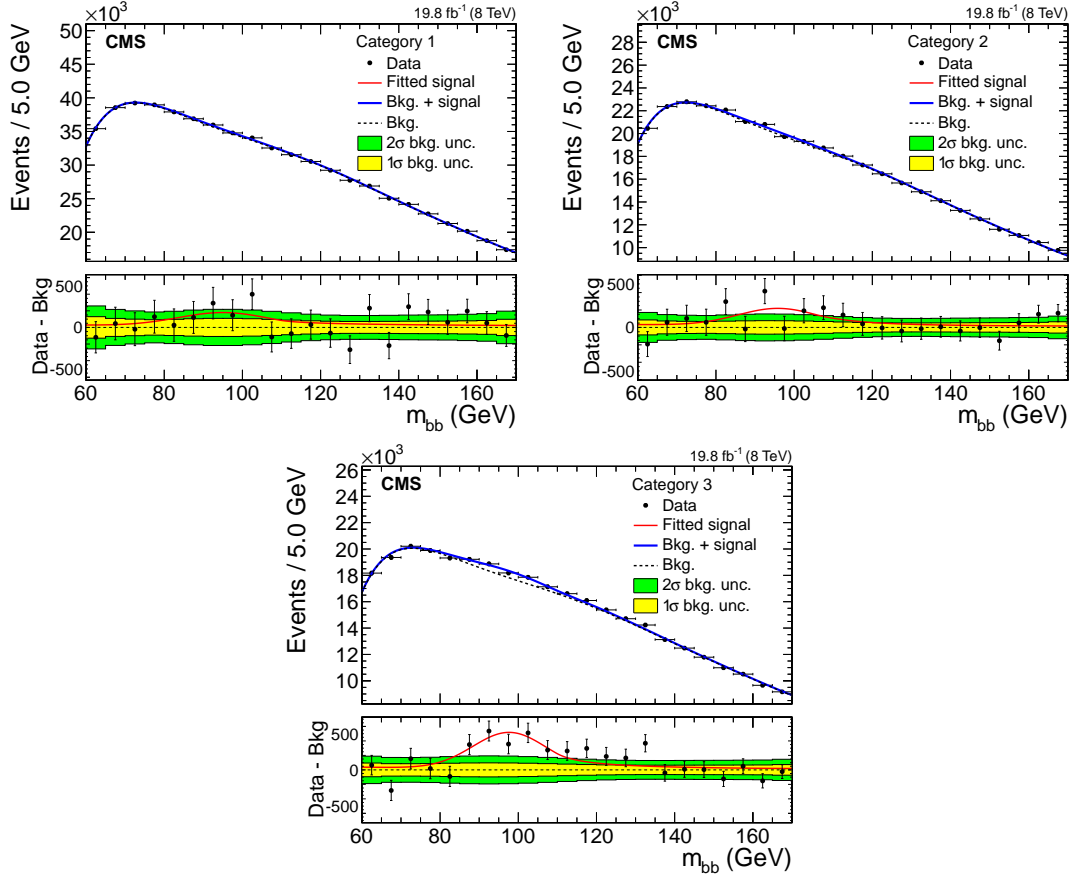 ×10³
19.8 fb⁻¹ (8 TeV)
CMS
Category 1
Data
Fitted signal
Bkg. + signal
Bkg.
2σ bkg. unc.
1σ bkg. unc.
Events / 5.0 GeV
50
45
40
35
30
25
20
Data - Bkg
500
0
-500
60 80 100 120 140 160
m_bb (GeV)
×10³
19.8 fb⁻¹ (8 TeV)
CMS
Category 2
Data
Fitted signal
Bkg. + signal
Bkg.
2σ bkg. unc.
1σ bkg. unc.
Events / 5.0 GeV
28
26
24
22
20
18
16
14
12
10
Data - Bkg
500
0
-500
60 80 100 120 140 160
m_bb (GeV)
×10³
19.8 fb⁻¹ (8 TeV)
CMS
Category 3
Data
Fitted signal
Bkg. + signal
Bkg.
2σ bkg. unc.
1σ bkg. unc.
Events / 5.0 GeV
26
24
22
20
18
16
14
12
10
Data - Bkg
500
0
-500
60 80 100 120 140 160
m_bb (GeV)